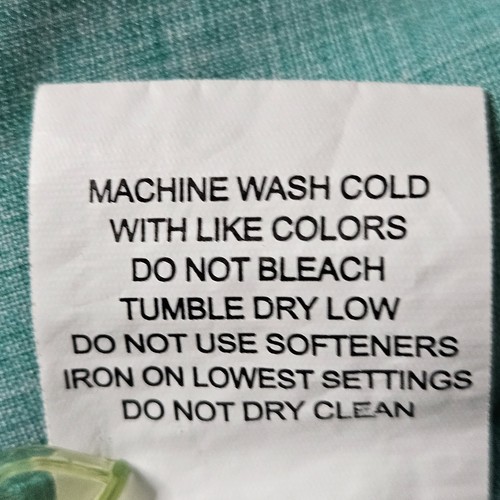 MACHINE WASH COLD
WITH LIKE COLORS
DO NOT BLEACH
TUMBLE DRY LOW
DO NOT USE SOFTENERS
IRON ON LOWEST SETTINGS
DO NOT DRY CLEAN